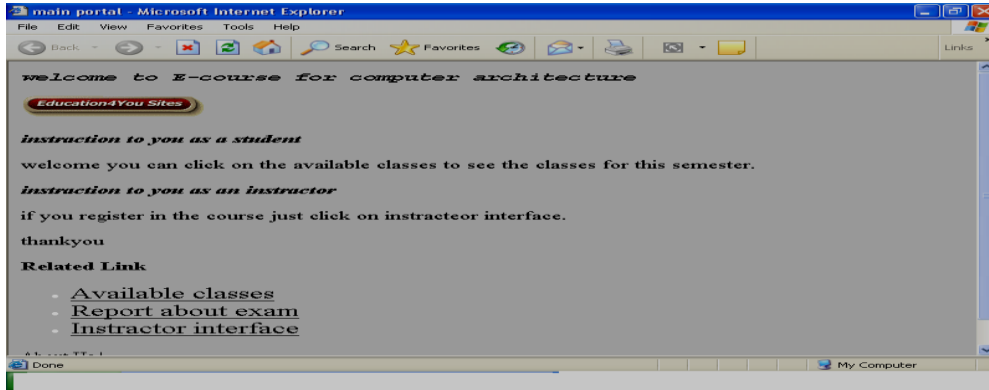 main portal - Microsoft Internet Explorer
File Edit View Favorites Tools Help
Back Search Favorites Links
welcome to E-course for computer architecture
Education4You Sites
instraction to you as a student
welcome you can click on the available classes to see the classes for this semester.
instraction to you as an instractor
if you register in the course just click on instracteor interface.
thankyou
Related Link
Available classes
Report about exam
Instractor interface
Done My Computer